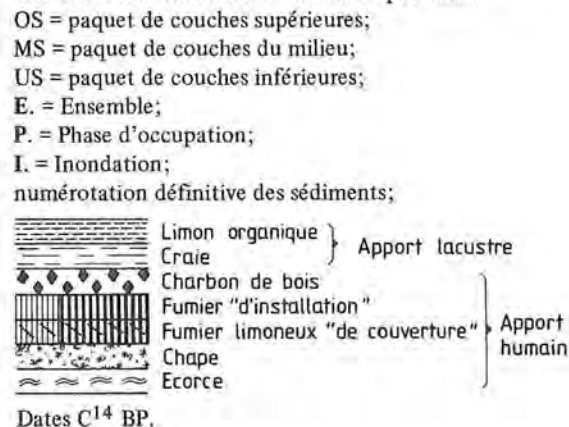 OS = paquet de couches supérieures;
MS = paquet de couches du milieu;
US = paquet de couches inférieures;
E. = Ensemble;
P. = Phase d'occupation;
I. = Inondation;
numérotation définitive des sédiments;
Limon organique
Craie
Apport lacustre
Charbon de bois
Fumier "d'installation"
Fumier limoneux "de couverture"
Chape
Ecorce
Apport
humain
Dates C14 BP.